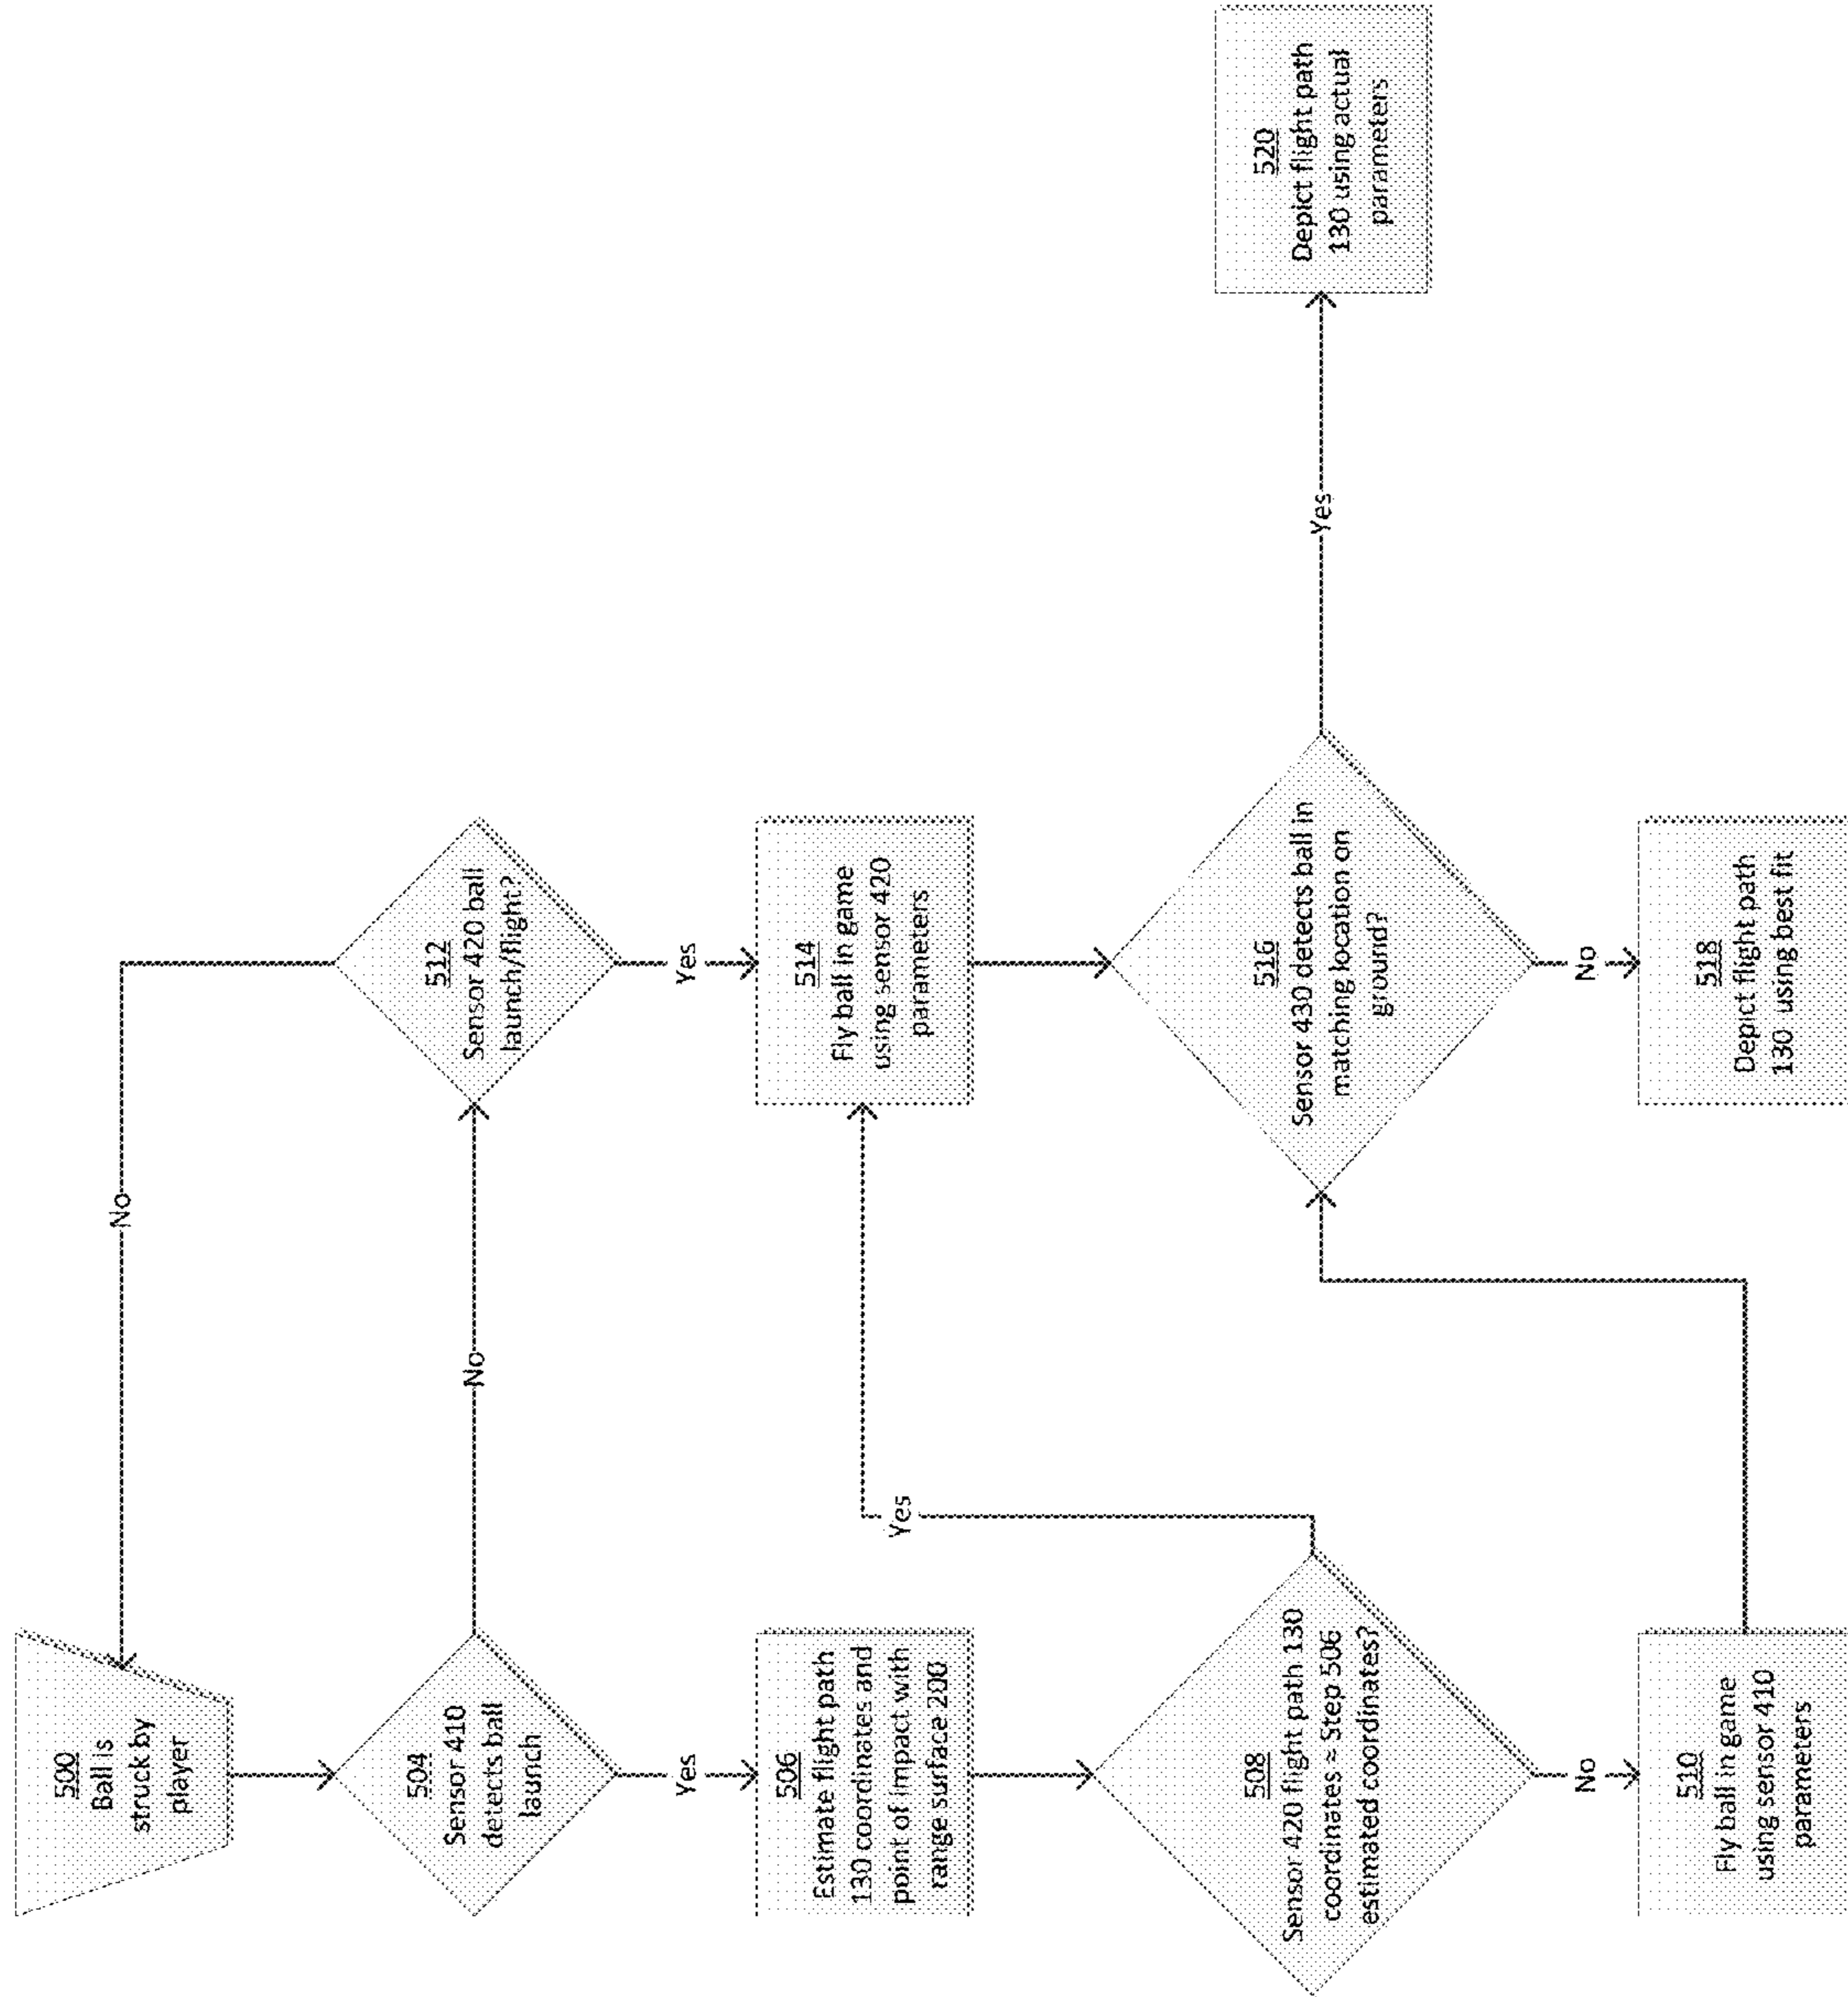 500
Ball is
struck by
player
No
504
Sensor 410
detects ball
launch
No
512
Sensor 420 ball
launch/flight?
Yes
Yes
506
Estimate flight path
130 coordinates and
point of impact with
range surface 200
514
Fly ball in game
using sensor 420
parameters
Yes
508
Sensor 420 flight path 130
coordinates ≈ Step 506
estimated coordinates?
516
Sensor 430 detects ball in
matching location on
ground?
Yes
520
Depict flight path
130 using actual
parameters
No
No
510
Fly ball in game
using sensor 410
parameters
518
Depict flight path
130 using best fit